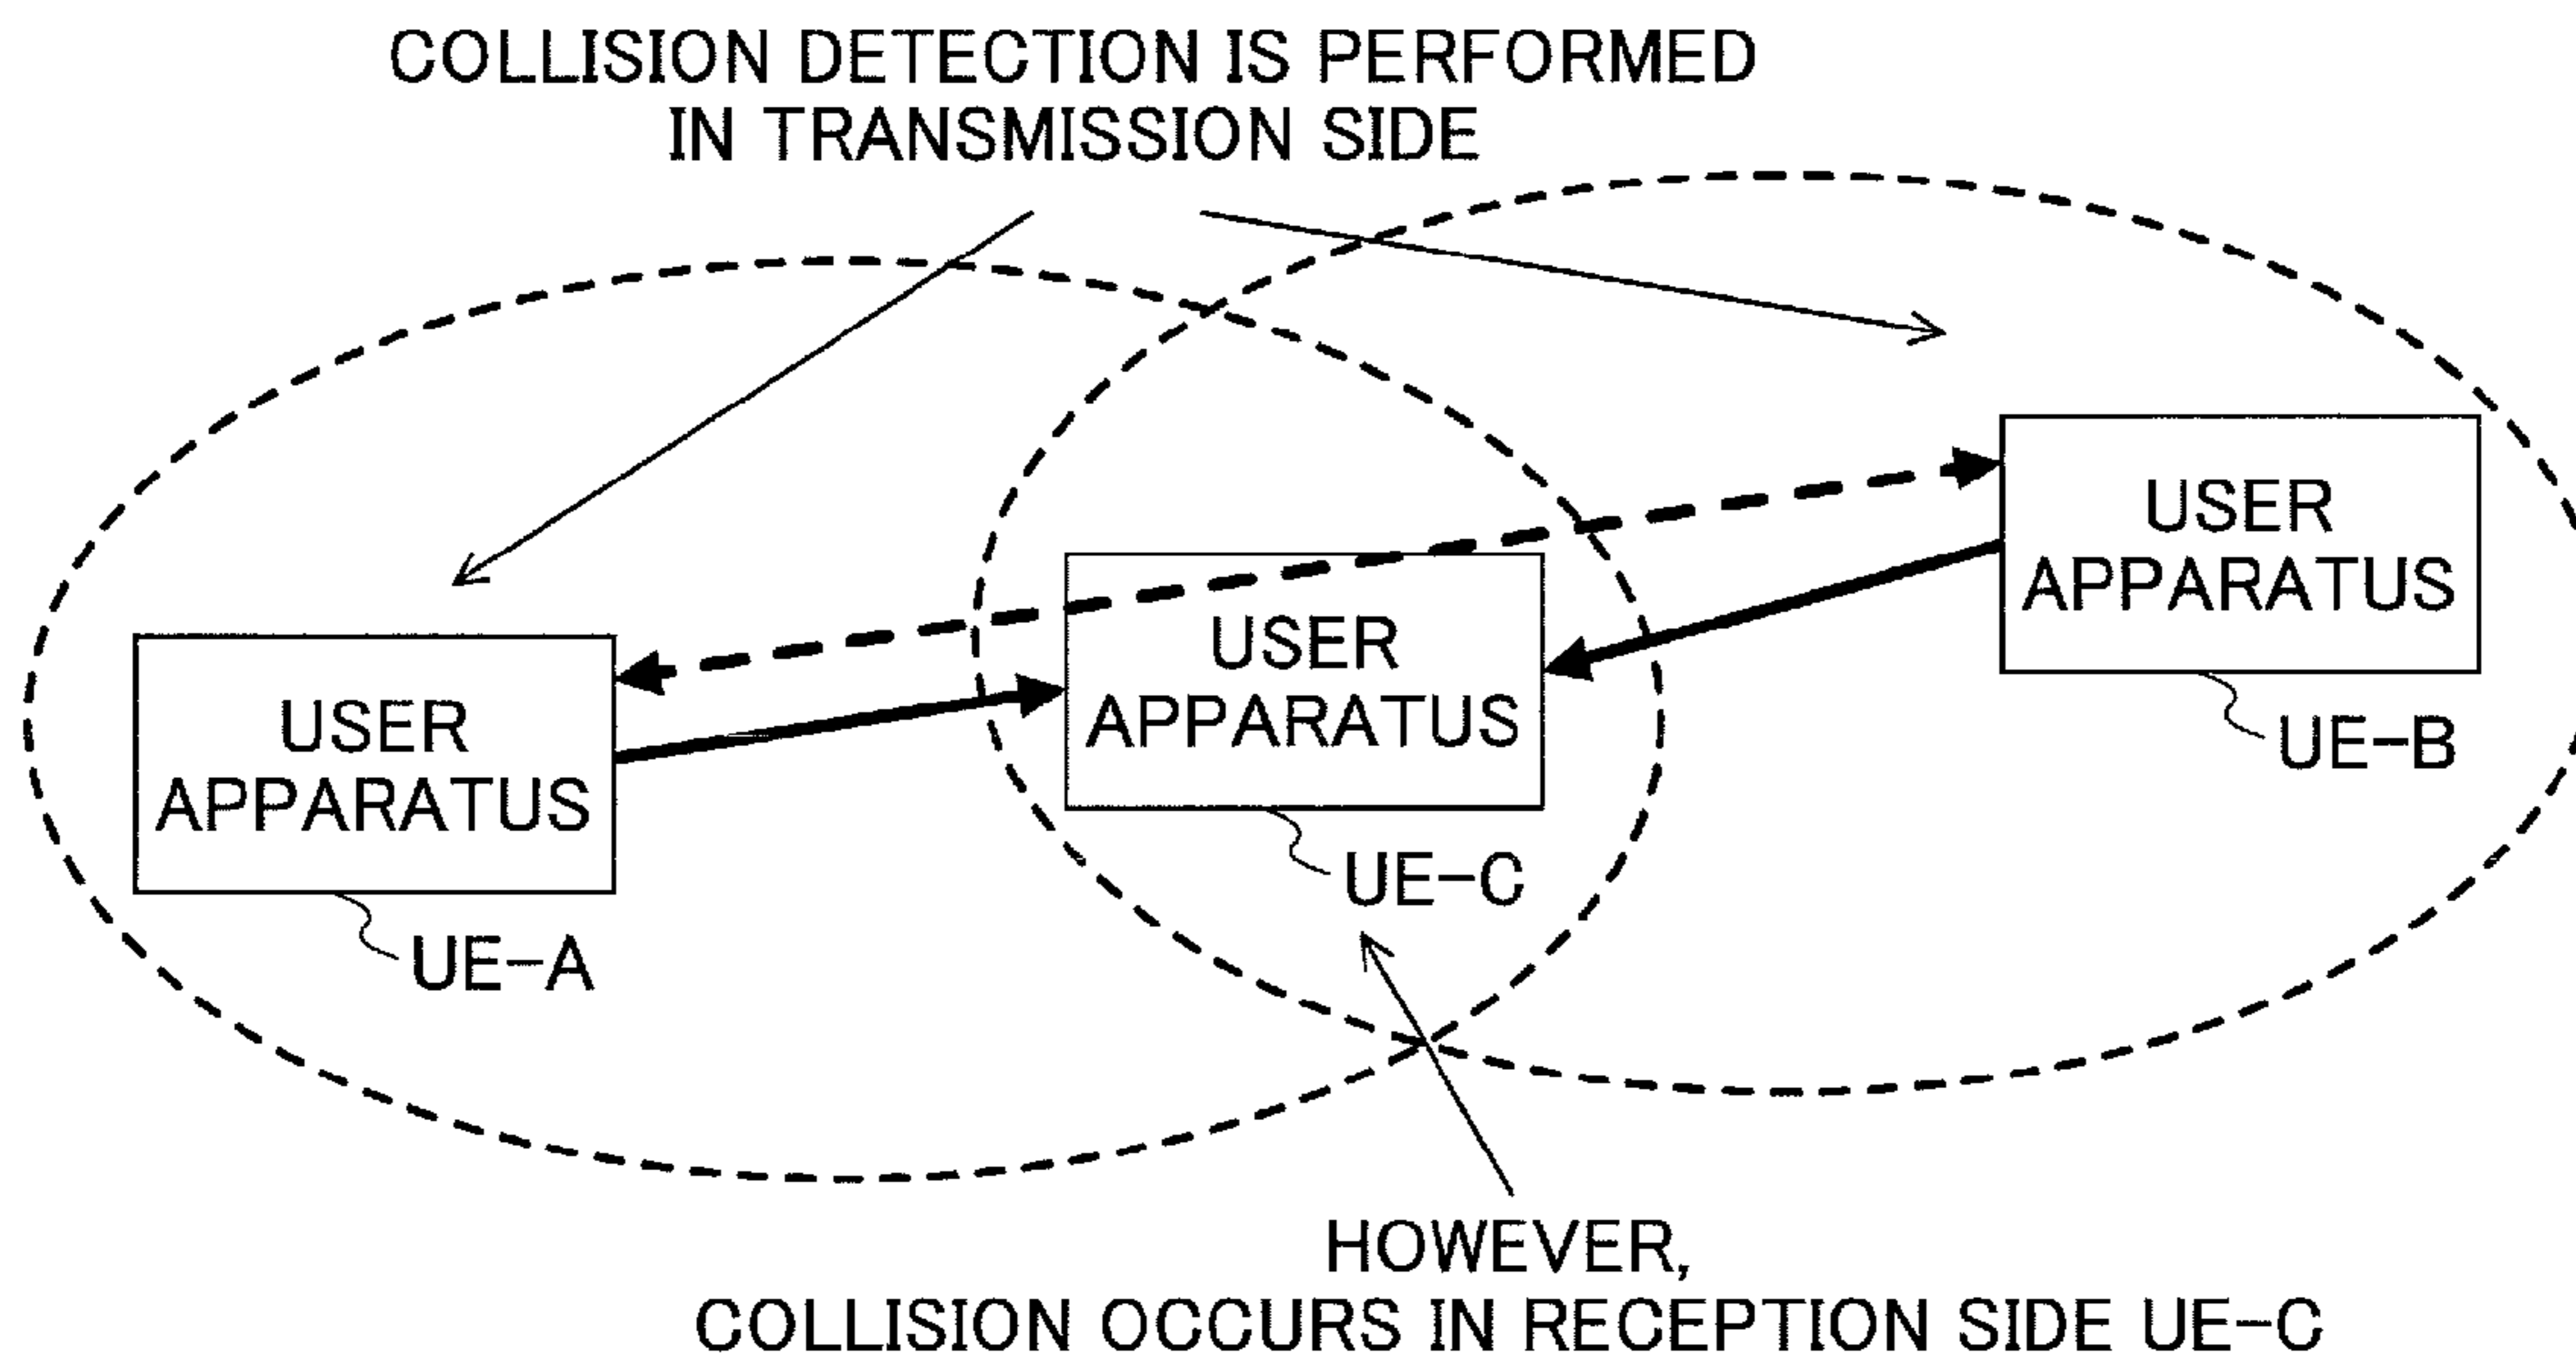 COLLISION DETECTION IS PERFORMED
IN TRANSMISSION SIDE
USER
APPARATUS
UE-B
USER
APPARATUS
UE-C
USER
APPARATUS
UE-A
HOWEVER,
COLLISION OCCURS IN RECEPTION SIDE UE-C